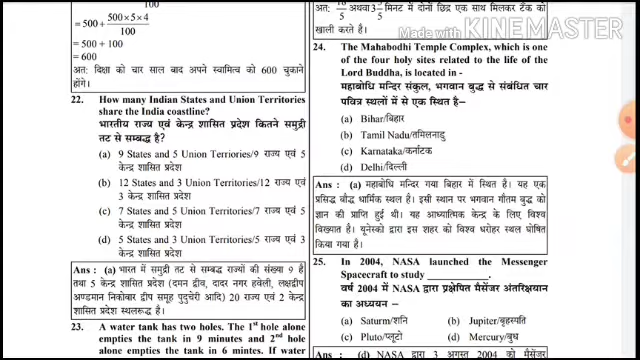 100
= 500 + 500×5×4
100
= 500 + 100
= 600
अत: दिक्षा को चार साल बाद अपने स्वामित्व को 600 चुकाने
होंगे।
22. How many Indian States and Union Territories
share the India coastline?
भारतीय राज्य एवं केन्द्र शासित प्रदेश कितने समुद्री
तट से सम्बद्ध है?
(a) 9 States and 5 Union Terriories/9 राज्य एवं 5
केन्द्र शासित प्रदेश
(b) 12 States and 3 Union Territories/12 राज्य एवं
3 केन्द्र शासित प्रदेश
(c) 7 States and 5 Union Territories/7 राज्य एवं 5
केन्द्र शासित प्रदेश
(d) 5 States and 3 Union Territories/5 राज्य एवं 3
केन्द्र शासित प्रदेश
Ans : (a) भारत में समुद्री तट से सम्बद्ध राज्यों की संख्या 9 है
तथा 5 केन्द्र शासित प्रदेश (दमन द्वीव, दादर नगर हवेली, लक्षद्वीप
अण्डमान निकोबार द्वीप समूह पुदुचेरी आदि) 20 राज्य एवं 2 केन्द्र
शासित प्रदेश स्थलरूद्ध है।
23. A water tank has two holes. The 1st hole alone
empties the tank in 9 minutes and 2nd hole
alone empties the tank in 6 mintes. If water
5 अथवा 3 5 मिनट में दोनों छिद्र एक साथ मिलकर टैंक को
अत:
खाली करते है।
Made with KINEMASTER
24. The Mahabodhi Temple Complex, which is one
of the four holy sites related to the life of
the Lord Buddha, is located in -
महाबोधि मन्दिर संकुल, भगवान बुद्ध से संबंधित चार
पवित्र स्थलों में से एक स्थित है-
(a) Bihar/बिहार
(b) Tamil Nadu/तमिलनाडु
(c) Karnataka/कर्नाटक
(d) Delhi/दिल्ली
Ans : (a) महाबोधि मन्दिर गया बिहार में स्थित है। यह एक
प्रसिद्ध बौद्ध धार्मिक स्थल है। इसी स्थान पर भगवान गौतम बुद्ध को
ज्ञान की प्राप्ति हुई थी। यह आध्यात्मिक केन्द्र के लिए विश्व
विख्यात है। यूनेस्को द्वारा इस शहर को विश्व धरोहर स्थल घोषित
किया गया है।
25. In 2004, NASA launched the Messenger
Spacecraft to study ________.
वर्ष 2004 में NASA द्वारा प्रक्षेपित मैसेंजर अंतरिक्षयान
का अध्ययन-
(a) Saturm/शनि (b) Jupiter/बृहस्पति
(c) Pluto/प्लूटो (d) Mercury/बुध
(d) NASA द्वारा 3 अगस्त 2004 को मैसेंजर